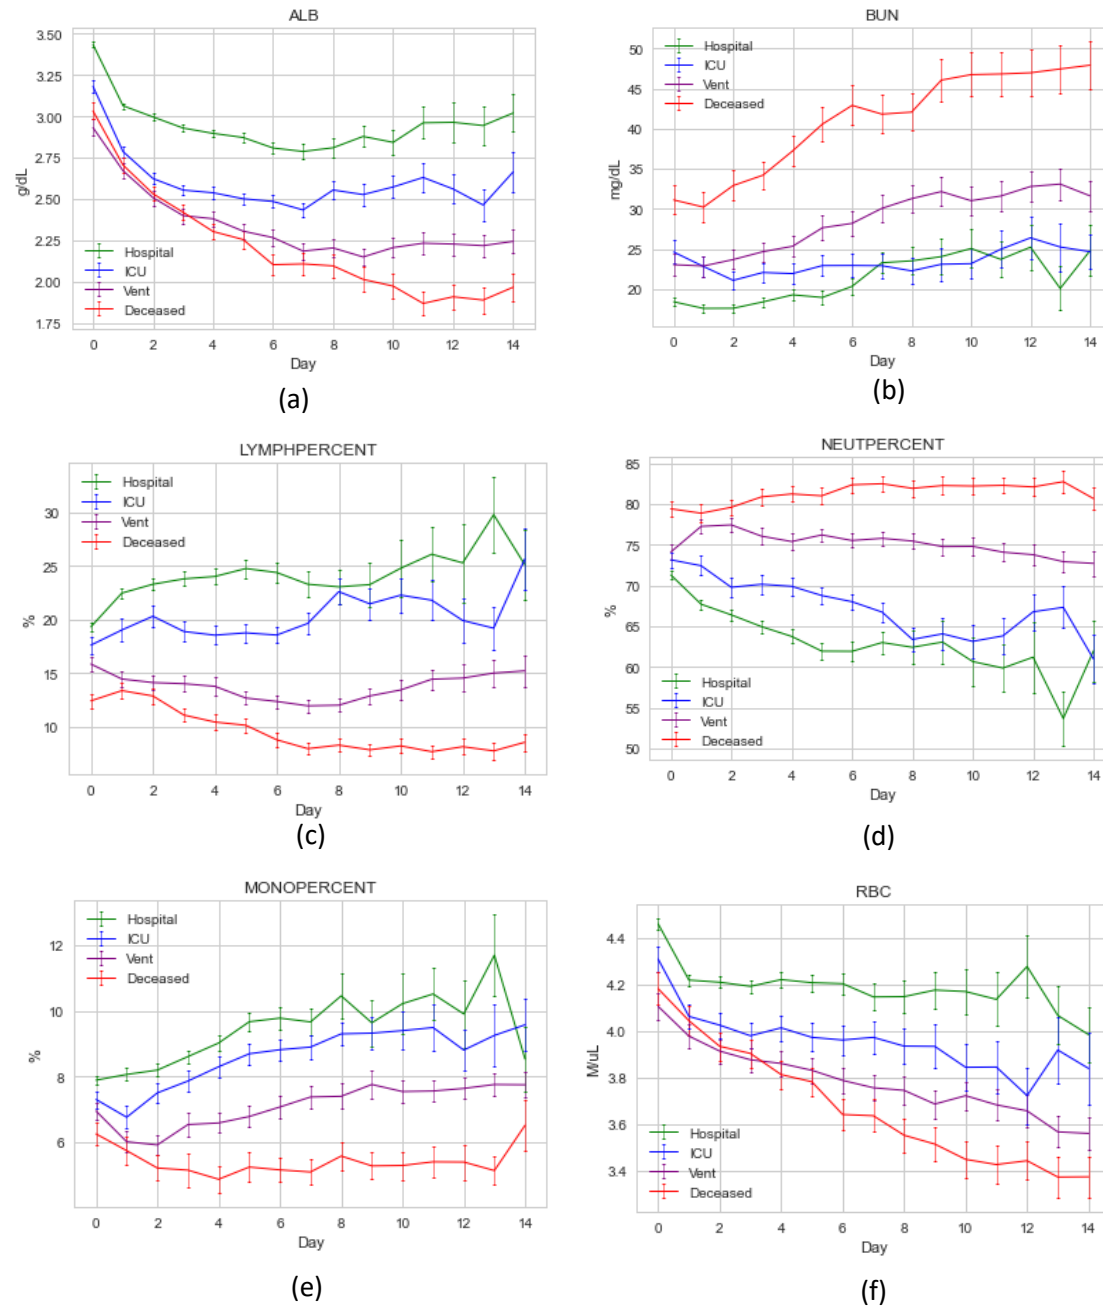 ALB
3.50
3.25
3.00
2.75
2.50
2.25
2.00
1.75
g/dL
Hospital
ICU
Vent
Deceased
0 2 4 6 8 10 12 14
Day
(a)
BUN
50
45
40
35
30
25
20
mg/dL
Hospital
ICU
Vent
Deceased
0 2 4 6 8 10 12 14
Day
(b)
LYMPHPERCENT
30
25
20
15
10
%
Hospital
ICU
Vent
Deceased
0 2 4 6 8 10 12 14
Day
(c)
NEUTPERCENT
85
80
75
70
65
60
55
50
%
Hospital
ICU
Vent
Deceased
0 2 4 6 8 10 12 14
Day
(d)
MONOPERCENT
12
10
8
6
%
Hospital
ICU
Vent
Deceased
0 2 4 6 8 10 12 14
Day
(e)
RBC
4.4
4.2
4.0
3.8
3.6
3.4
M/uL
Hospital
ICU
Vent
Deceased
0 2 4 6 8 10 12 14
Day
(f)